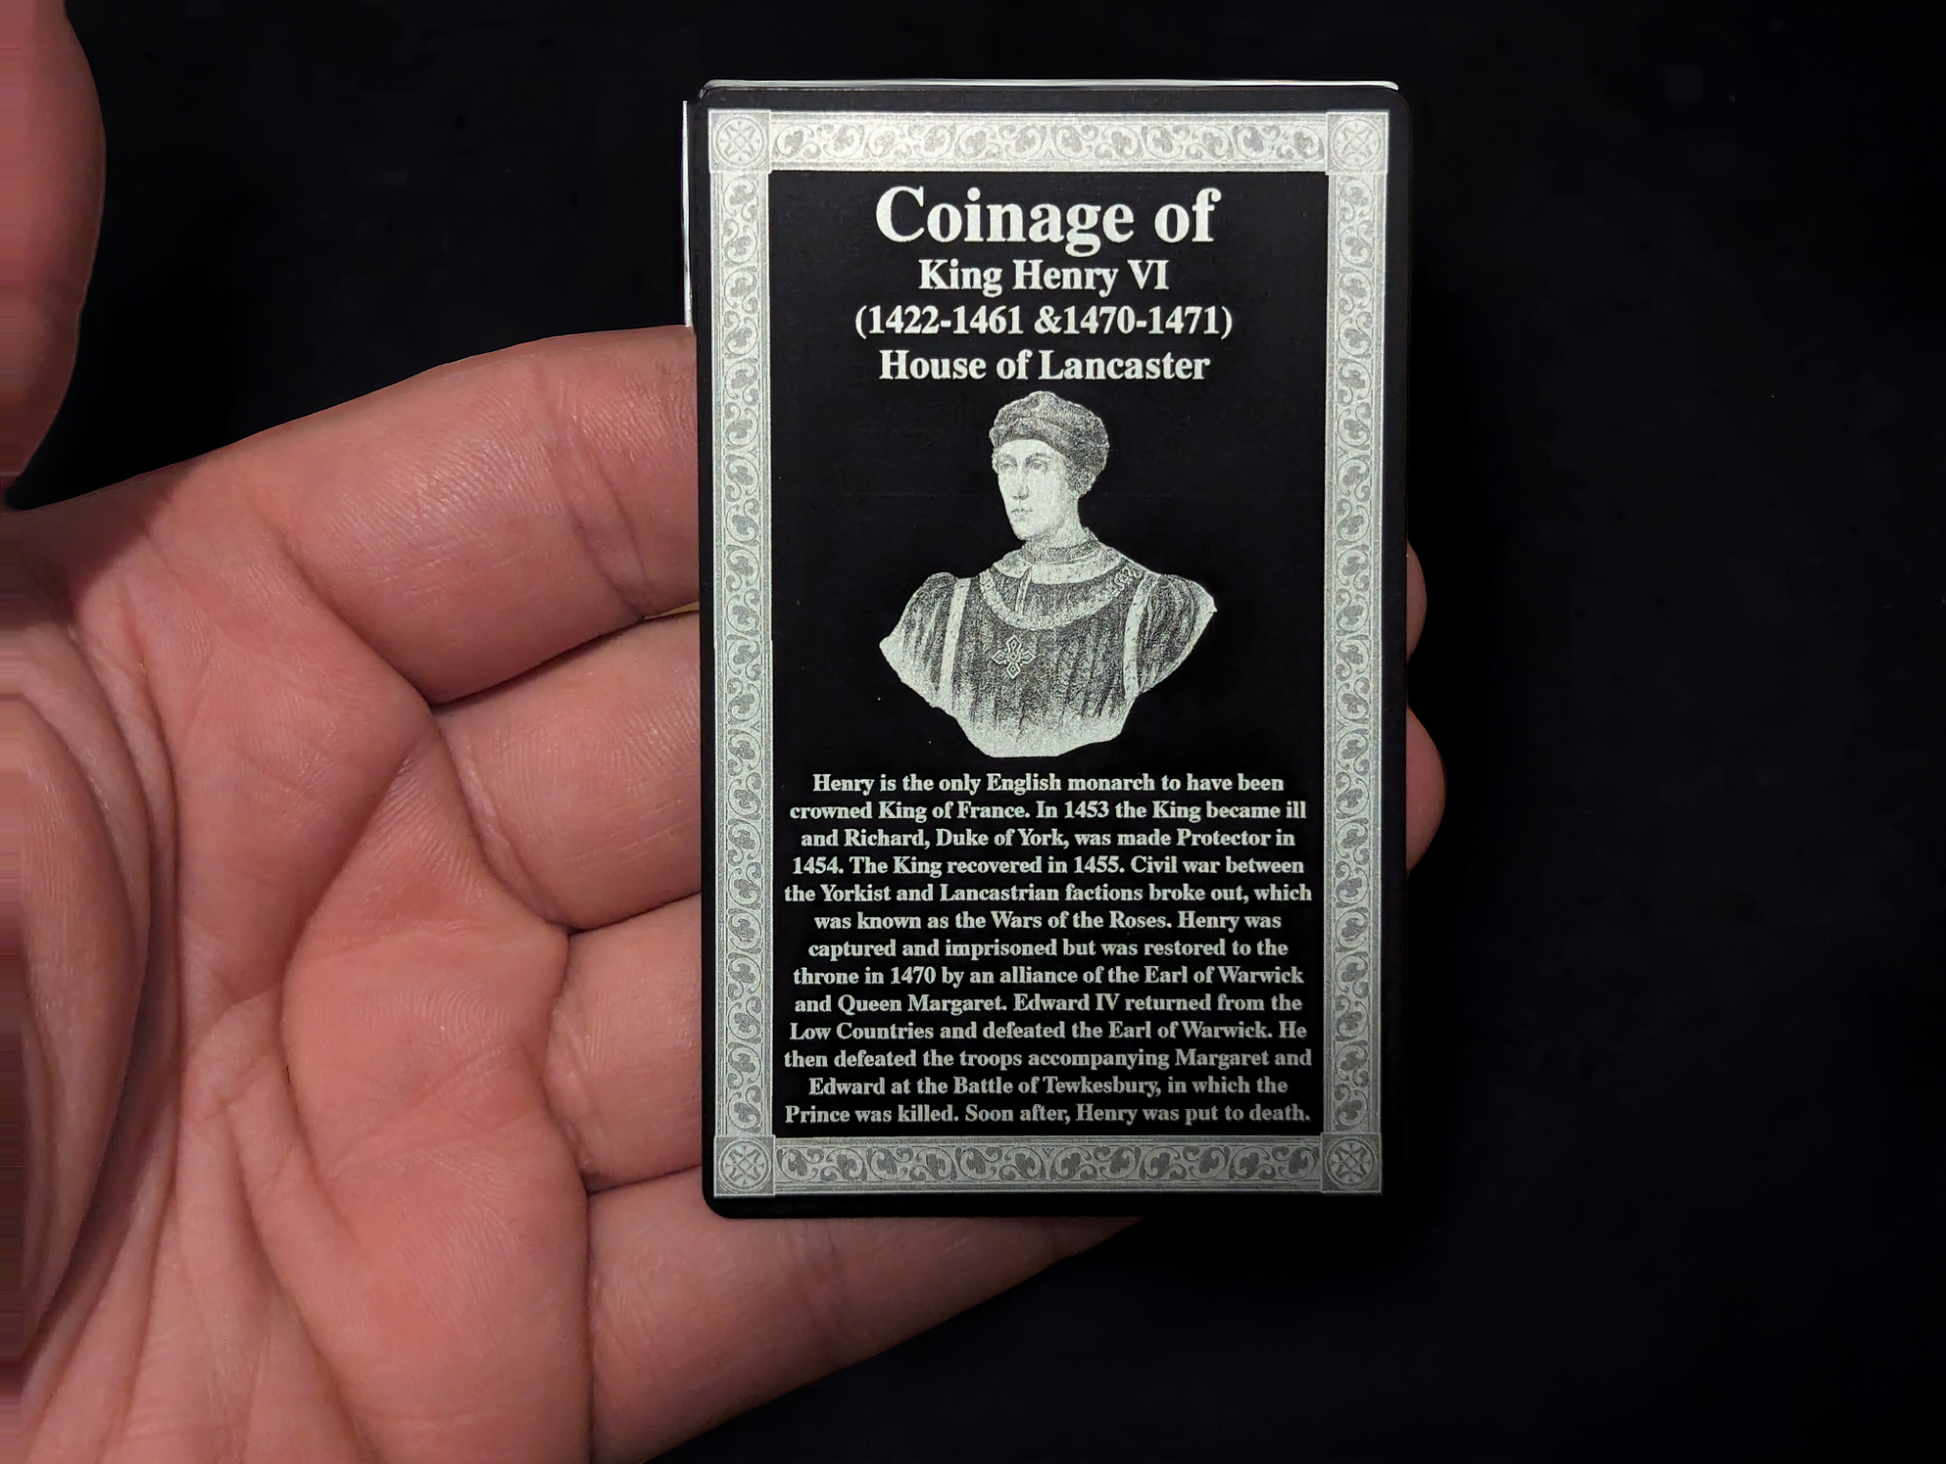 Coinage of
King Henry VI
(1422-1461 &1470-1471)
House of Lancaster
Henry is the only English monarch to have been
crowned King of France. In 1453 the King became ill
and Richard, Duke of York, was made Protector in
1454. The King recovered in 1455. Civil war between
the Yorkist and Lancastrian factions broke out, which
was known as the Wars of the Roses. Henry was
captured and imprisoned but was restored to the
throne in 1470 by an alliance of the Earl of Warwick
and Queen Margaret. Edward IV returned from the
Low Countries and defeated the Earl of Warwick. He
then defeated the troops accompanying Margaret and
Edward at the Battle of Tewkesbury, in which the
Prince was killed. Soon after, Henry was put to death.